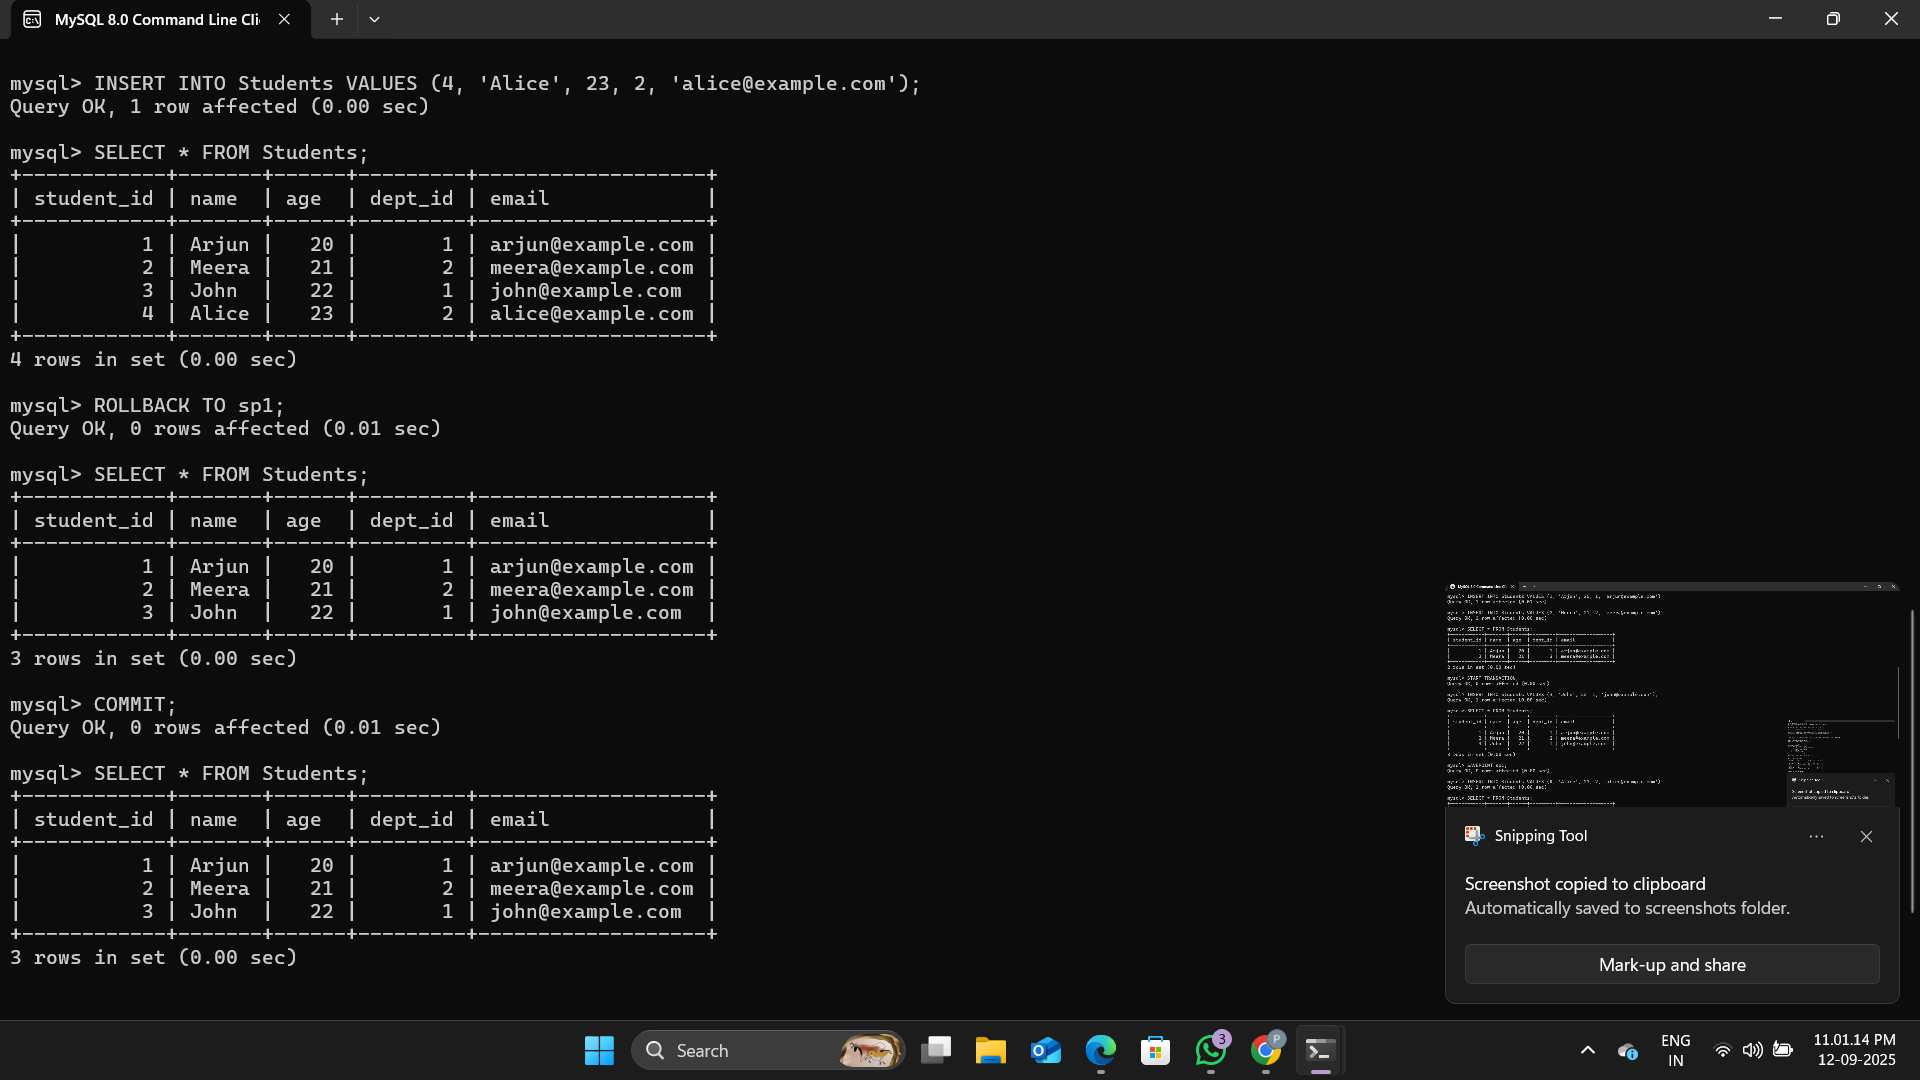 MySQL 8.0 Command Line Cli
mysql> INSERT INTO Students VALUES (4, 'Alice', 23, 2, 'alice@example.com');
Query OK, 1 row affected (0.00 sec)
mysql> SELECT * FROM Students;
+------------+-------+------+---------+-------------------+
| student_id | name  | age  | dept_id | email             |
+------------+-------+------+---------+-------------------+
|          1 | Arjun |   20 |       1 | arjun@example.com |
|          2 | Meera |   21 |       2 | meera@example.com |
|          3 | John  |   22 |       1 | john@example.com  |
|          4 | Alice |   23 |       2 | alice@example.com |
+------------+-------+------+---------+-------------------+
4 rows in set (0.00 sec)
mysql> ROLLBACK TO sp1;
Query OK, 0 rows affected (0.01 sec)
mysql> SELECT * FROM Students;
+------------+-------+------+---------+-------------------+
| student_id | name  | age  | dept_id | email             |
+------------+-------+------+---------+-------------------+
|          1 | Arjun |   20 |       1 | arjun@example.com |
|          2 | Meera |   21 |       2 | meera@example.com |
|          3 | John  |   22 |       1 | john@example.com  |
+------------+-------+------+---------+-------------------+
3 rows in set (0.00 sec)
mysql> COMMIT;
Query OK, 0 rows affected (0.01 sec)
mysql> SELECT * FROM Students;
+------------+-------+------+---------+-------------------+
| student_id | name  | age  | dept_id | email             |
+------------+-------+------+---------+-------------------+
|          1 | Arjun |   20 |       1 | arjun@example.com |
|          2 | Meera |   21 |       2 | meera@example.com |
|          3 | John  |   22 |       1 | john@example.com  |
+------------+-------+------+---------+-------------------+
3 rows in set (0.00 sec)
Snipping Tool
Screenshot copied to clipboard
Automatically saved to screenshots folder.
Mark-up and share
Search
3
P
ENG
IN
11.01.14 PM
12-09-2025